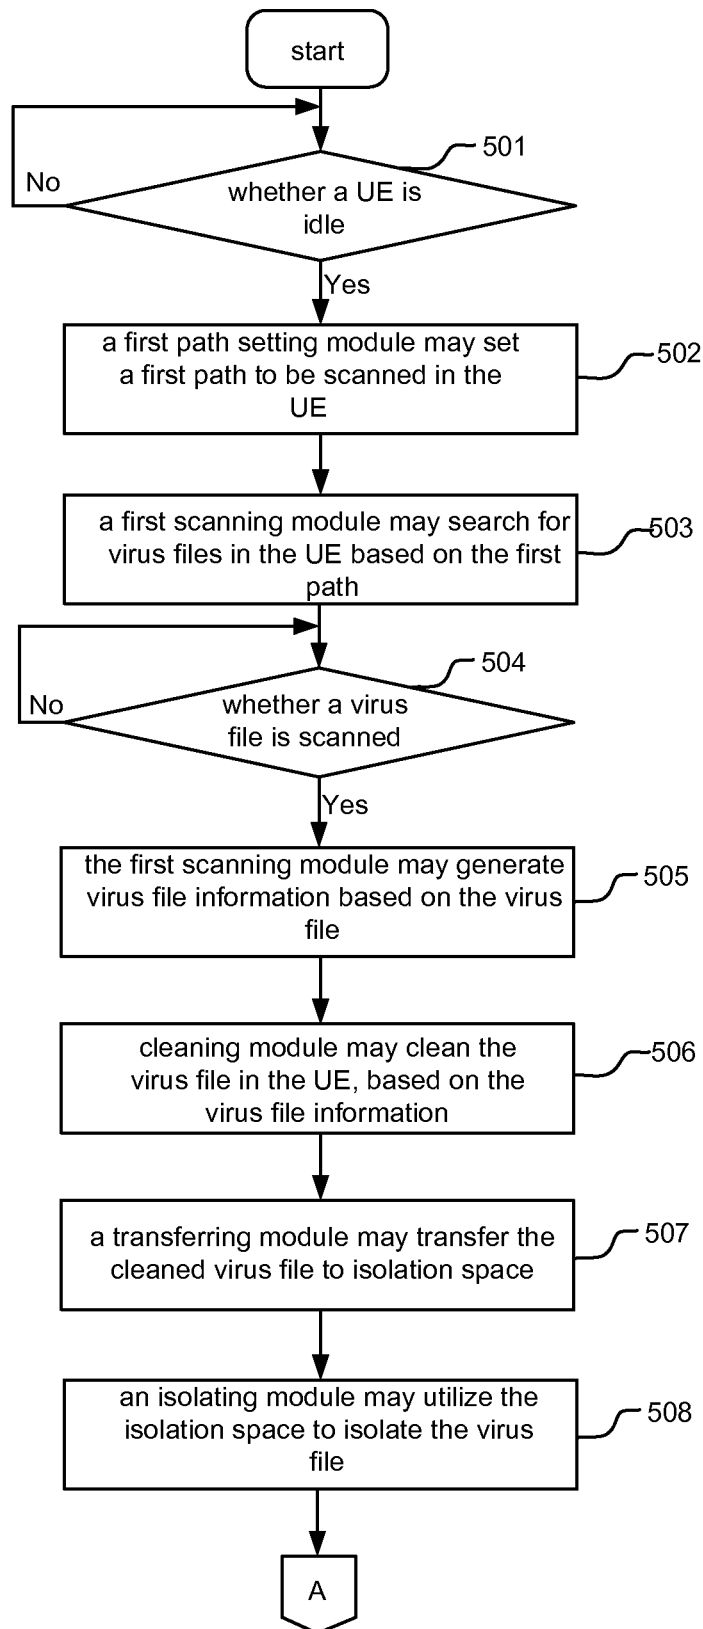 start
501
No
whether a UE is
idle
Yes
a first path setting module may set
a first path to be scanned in the
UE
502
a first scanning module may search for
virus files in the UE based on the first
path
503
504
No
whether a virus
file is scanned
Yes
the first scanning module may generate
virus file information based on the virus
file
505
cleaning module may clean the
virus file in the UE, based on the
virus file information
506
a transferring module may transfer the
cleaned virus file to isolation space
507
an isolating module may utilize the
isolation space to isolate the virus
file
508
A